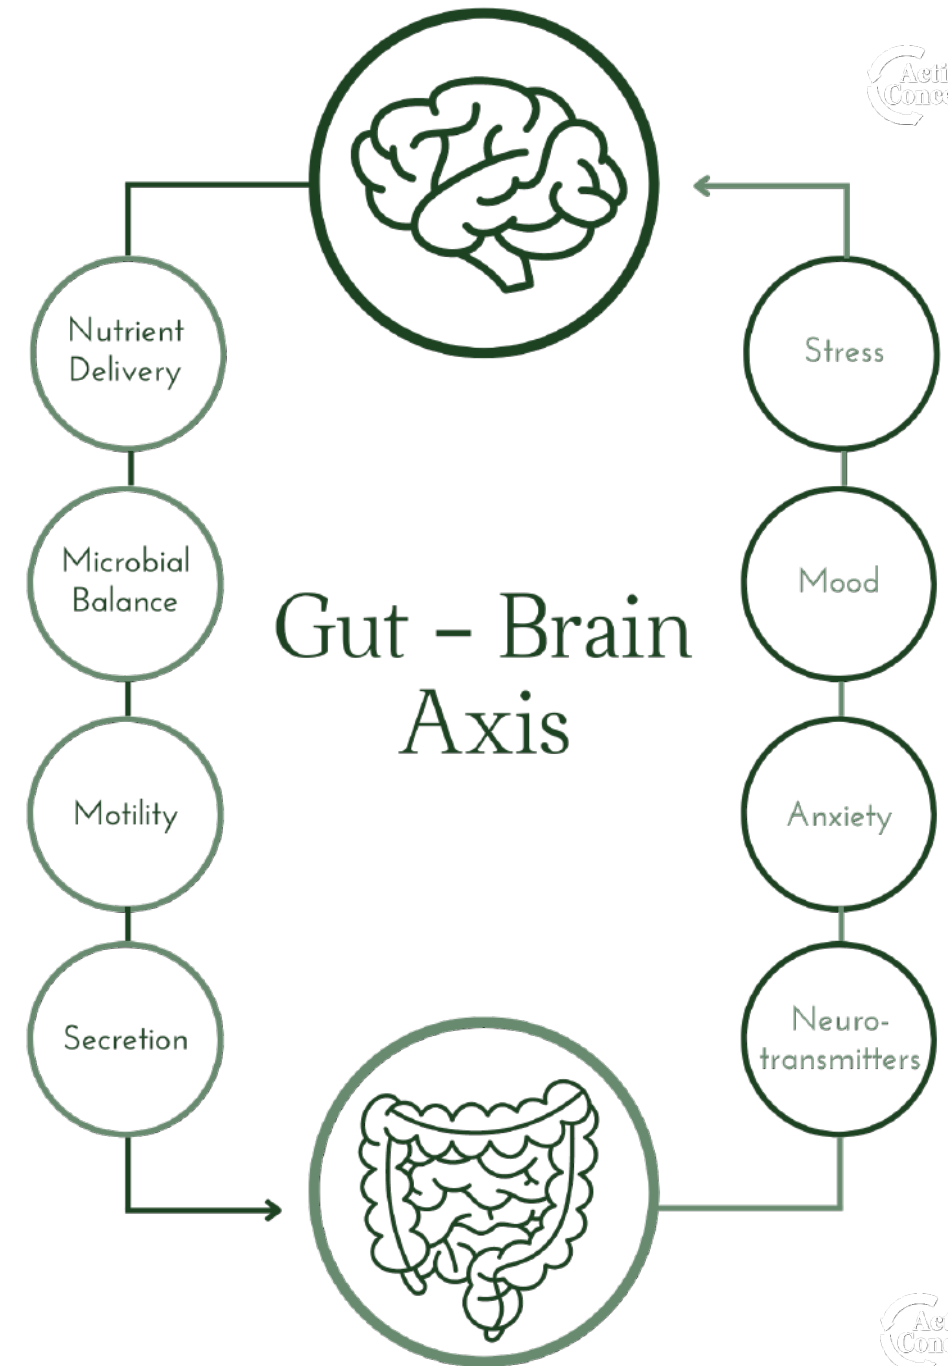 Nutrient
Delivery
Microbial
Balance
Motility
Secretion
Gut – Brain
Axis
Stress
Mood
Anxiety
Neuro-
transmitters